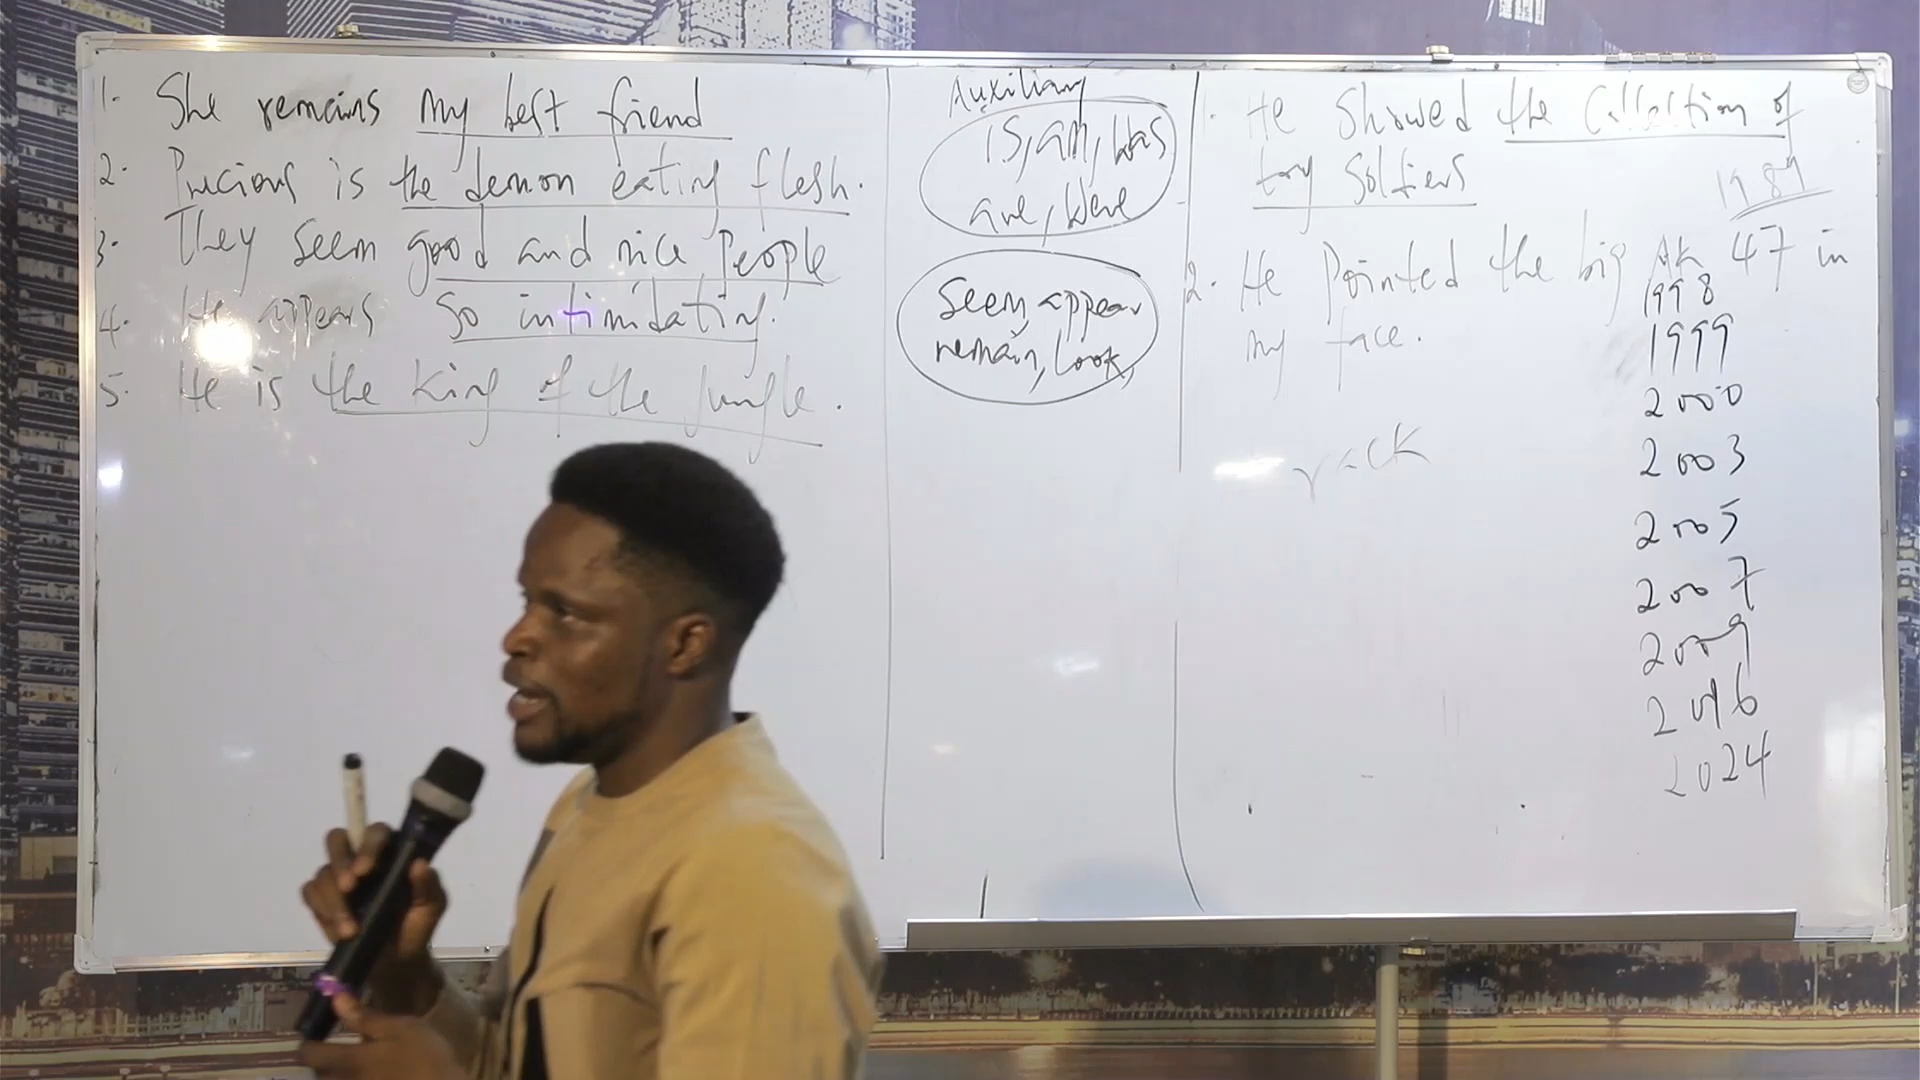 1. She remains my best friend
2. Precious is the demon eating flesh.
3. They seem good and nice People
4. He appears so intimidating.
5. He is the King of the Jungle.
Auxiliary
is, am, was
are, were
Seem, appear
remain, look,
1. He showed the Collection of
toy Soldiers
1989
2. He Pointed the big AK 47 in
my face.
rack
1998
1999
2000
2003
2005
2007
2009
2016
2024